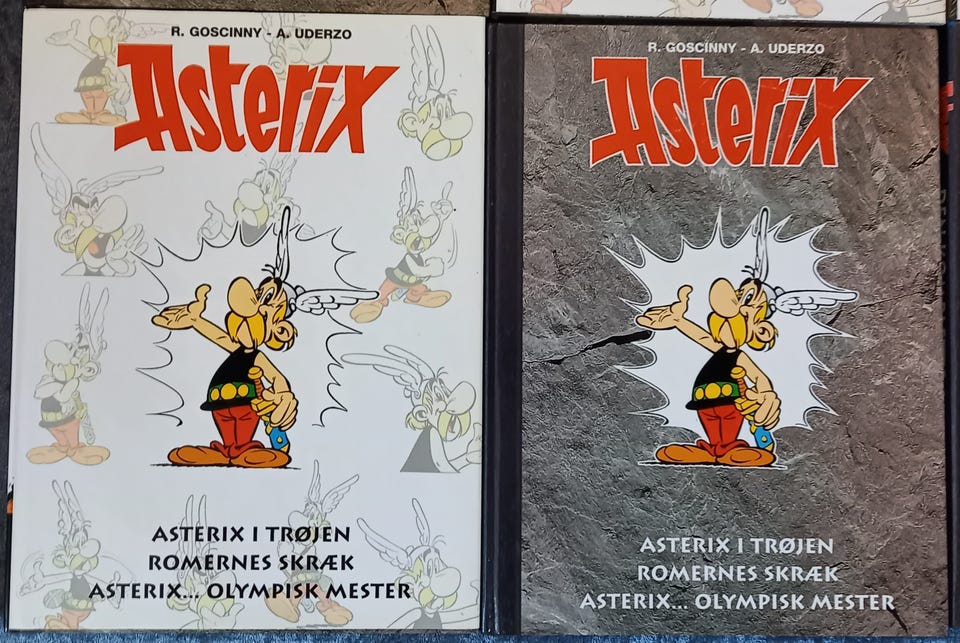 R. GOSCINNY - A. UDERZO
Asterix
ASTERIX I TRØJEN
ROMERNES SKRÆK
ASTERIX... OLYMPISK MESTER
R. GOSCINNY - A. UDERZO
Asterix
ASTERIX I TRØJEN
ROMERNES SKRÆK
ASTERIX... OLYMPISK MESTER